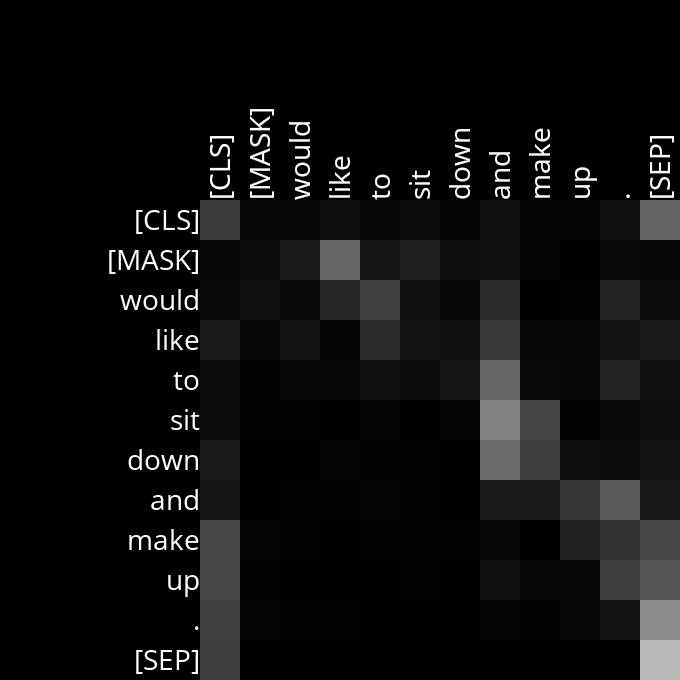 [CLS]
[MASK]
would
like
to
sit
down
and
make
up
.
[SEP]
[CLS]
[MASK]
would
like
to
sit
down
and
make
up
.
[SEP]